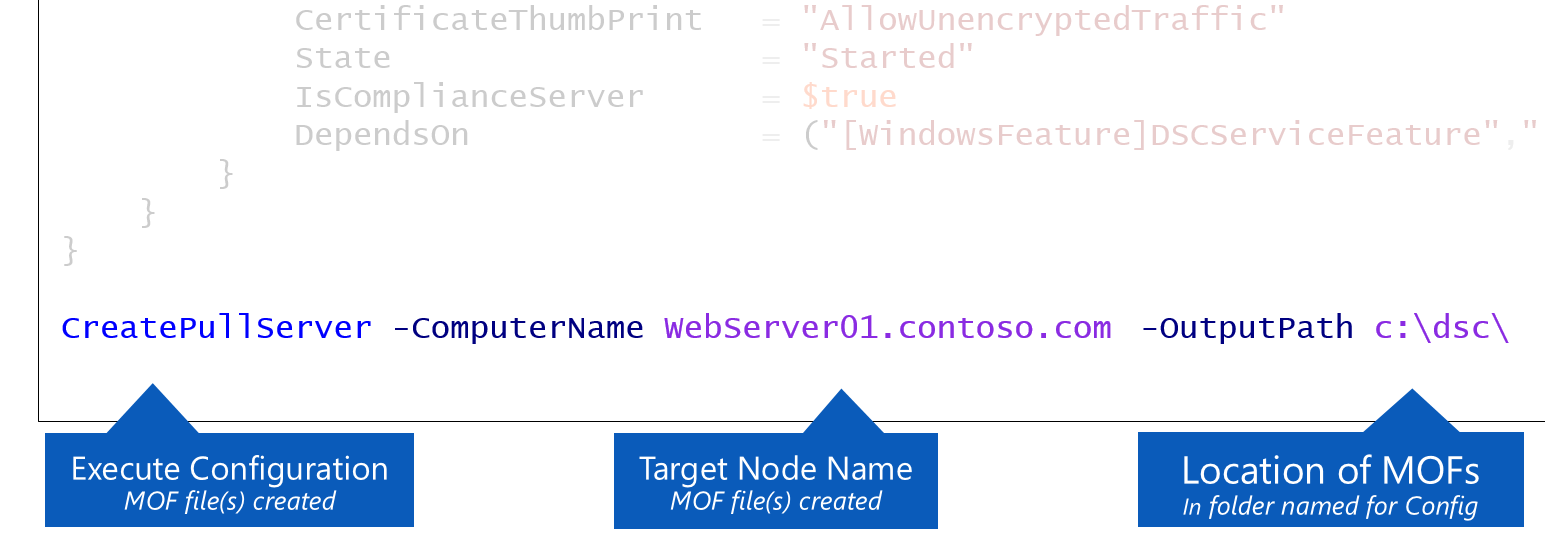 CertificateThumbPrint = "AllowUnencryptedTraffic"
State = "Started"
IsComplianceServer = $true
DependsOn = ("[WindowsFeature]DSCServiceFeature","
}
}
}
CreatePullServer -ComputerName WebServer01.contoso.com -OutputPath c:\dsc\
Execute Configuration
MOF file(s) created
Target Node Name
MOF file(s) created
Location of MOFs
In folder named for Config